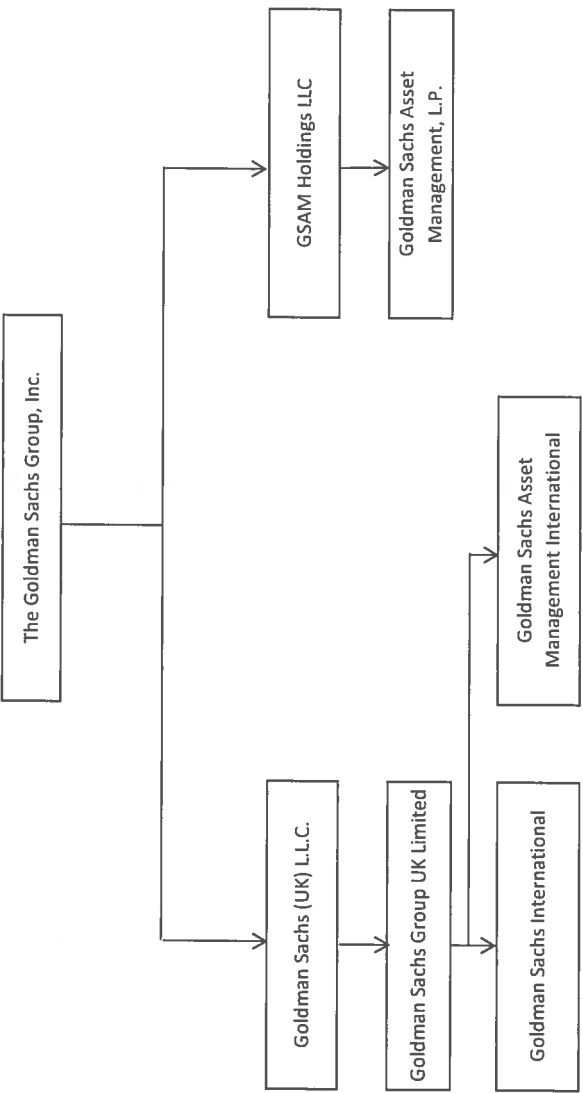 The Goldman Sachs Group, Inc.
Goldman Sachs (UK) L.L.C.
GSAM Holdings LLC
Goldman Sachs Group UK Limited
Goldman Sachs Asset
Management, L.P.
Goldman Sachs International
Goldman Sachs Asset
Management International